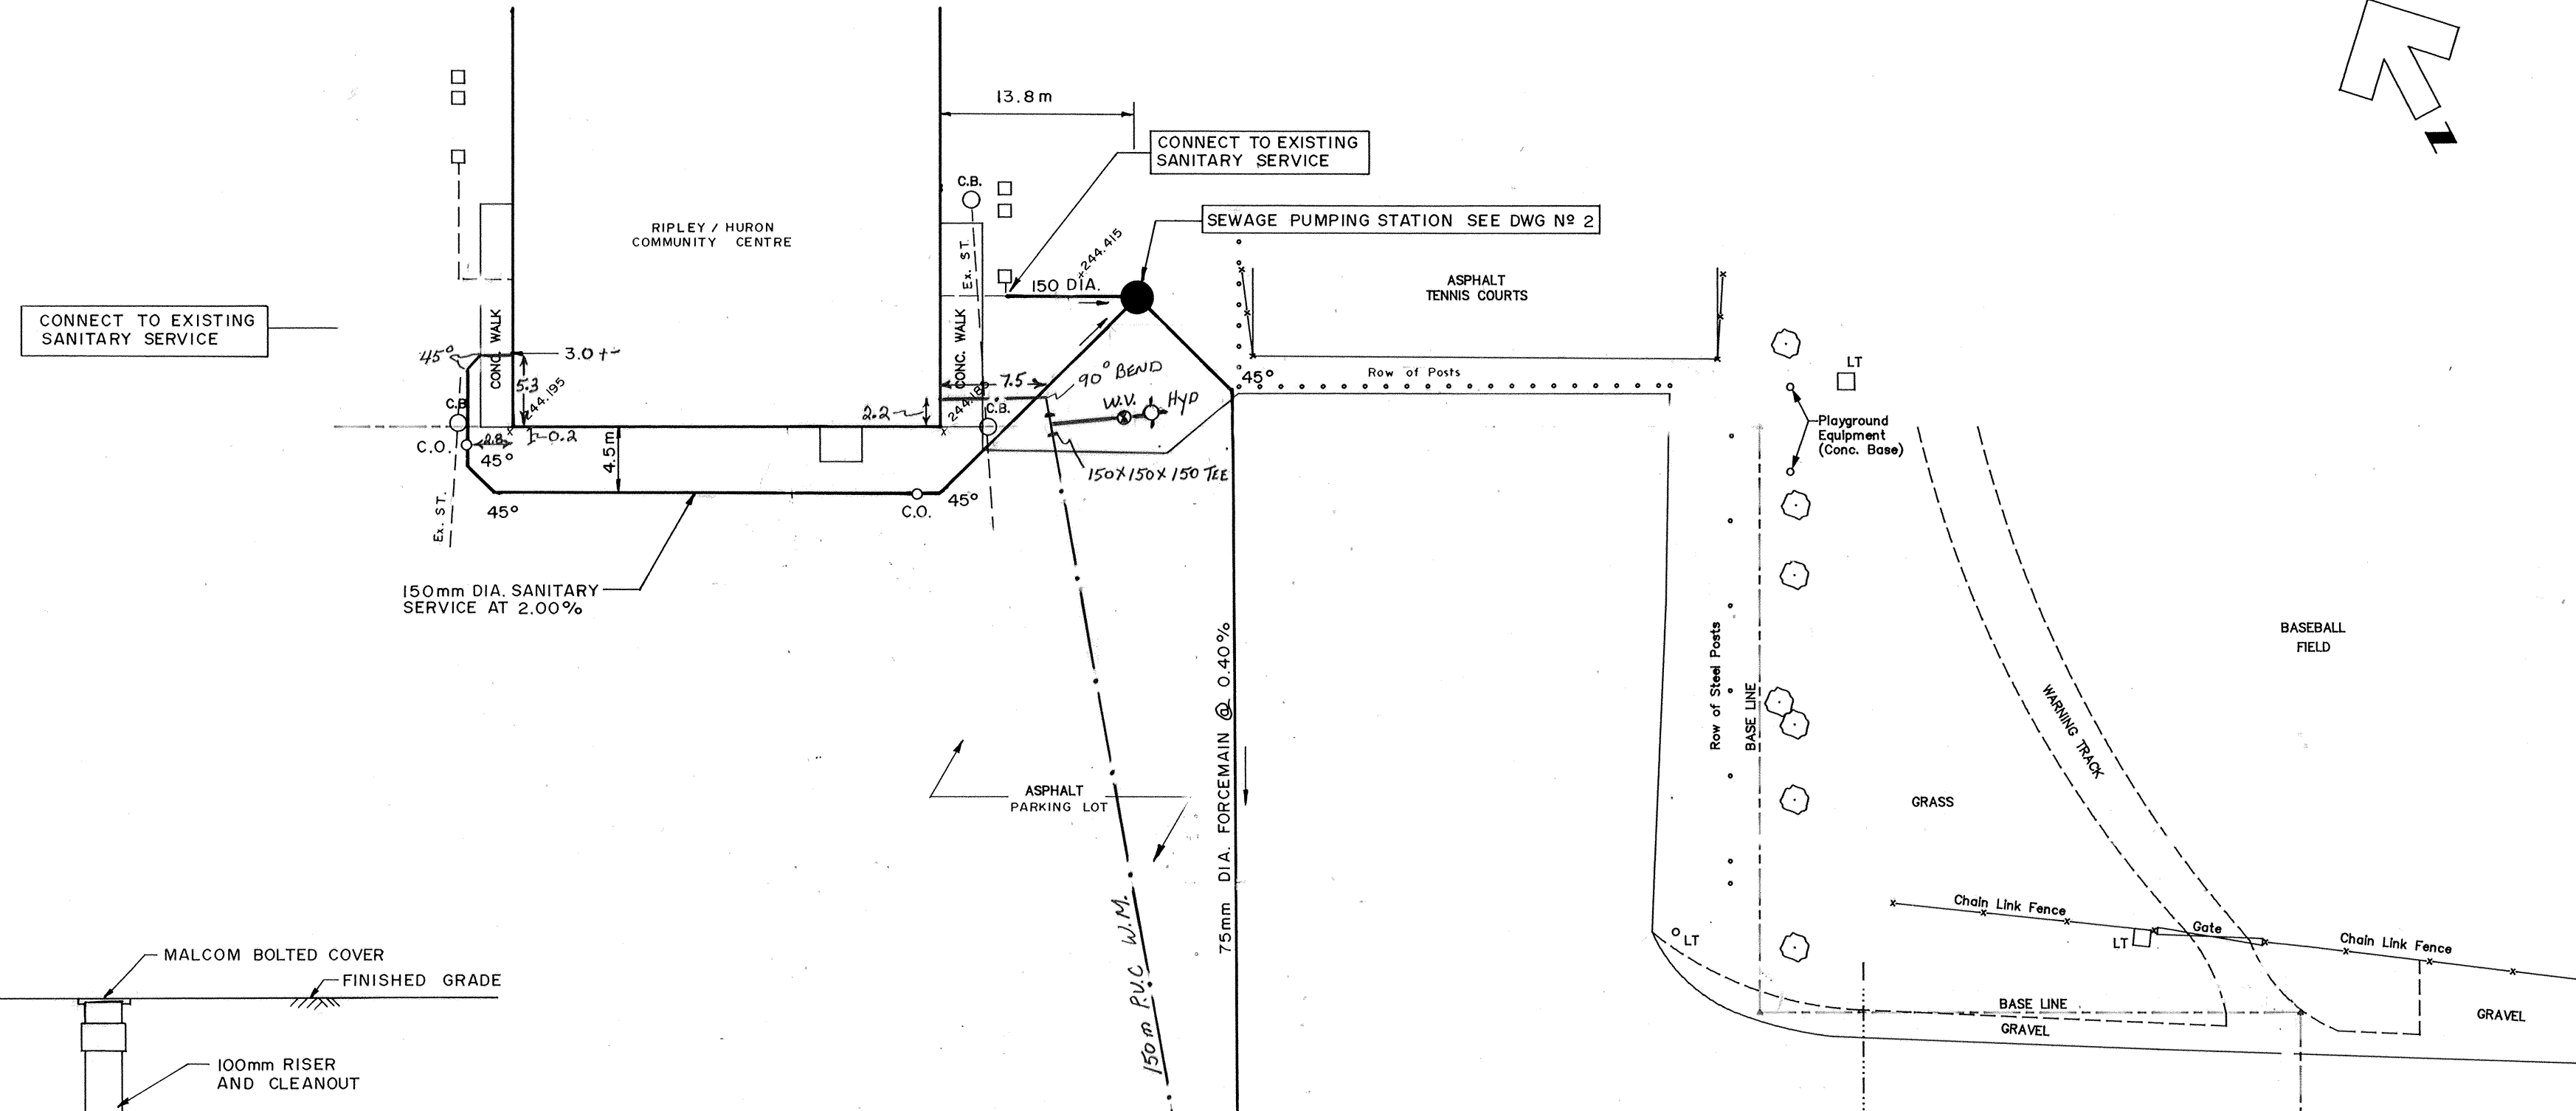 13.8 m
CONNECT TO EXISTING
SANITARY SERVICE
N
C.B.
SEWAGE PUMPING STATION SEE DWG Nº 2
RIPLEY / HURON
COMMUNITY CENTRE
Ex. ST.
+244.415
150 DIA.
ASPHALT
TENNIS COURTS
CONNECT TO EXISTING
SANITARY SERVICE
CONC. WALK
45°
3.0 +-
5.3
244.195
CONC. WALK
7.5
90° BEND
45°
Row of Posts
LT
C.B.
2.2
C.B.
W.V.
HYD
Playground
Equipment
(Conc. Base)
C.O.
2.8
0.2
45°
4.5m
150X150X150 TEE
45°
C.O.
45°
Ex. ST.
150mm DIA. SANITARY
SERVICE AT 2.00%
75mm DIA. FORCEMAIN @ 0.40%
Row of Steel Posts
BASE LINE
WARNING TRACK
BASEBALL
FIELD
ASPHALT
PARKING LOT
GRASS
150m P.V.C W.M.
Chain Link Fence
Gate
LT
LT
Chain Link Fence
MALCOM BOLTED COVER
FINISHED GRADE
BASE LINE
GRAVEL
GRAVEL
100mm RISER
AND CLEANOUT